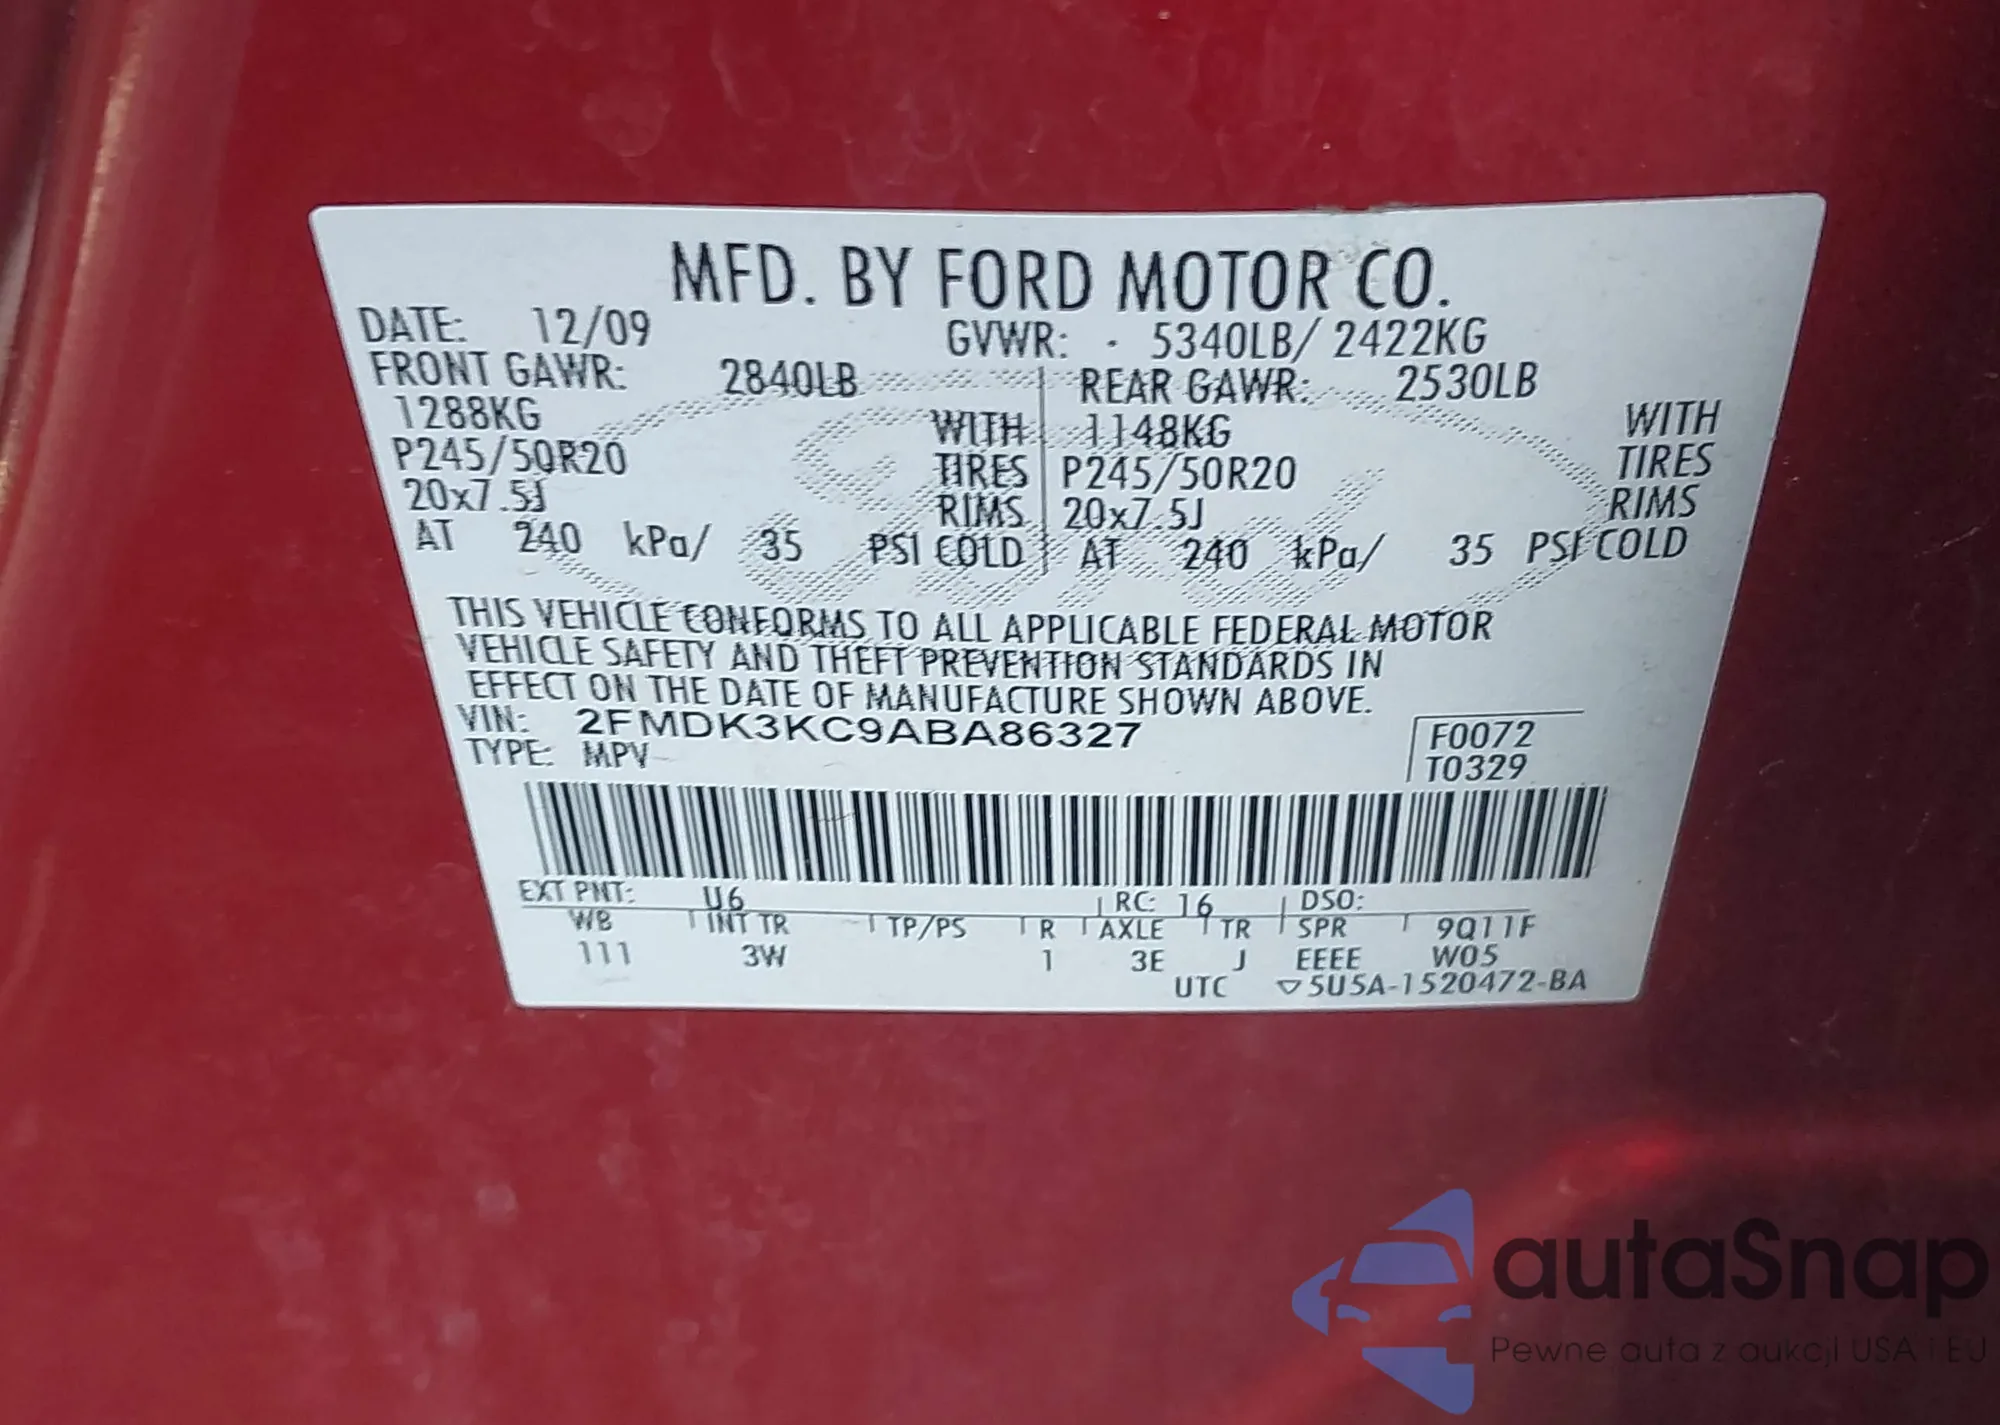 MFD. BY FORD MOTOR CO.
DATE: 12/09 GVWR: 5340LB/ 2422KG
FRONT GAWR: 2840LB REAR GAWR: 2530LB
1288KG WITH 1148KG WITH
P245/50R20 TIRES P245/50R20 TIRES
20x7.5J RIMS 20x7.5J RIMS
AT 240 kPa/ 35 PSI COLD AT 240 kPa/ 35 PSI COLD
THIS VEHICLE CONFORMS TO ALL APPLICABLE FEDERAL MOTOR
VEHICLE SAFETY AND THEFT PREVENTION STANDARDS IN
EFFECT ON THE DATE OF MANUFACTURE SHOWN ABOVE.
VIN: 2FMDK3KC9ABA86327 F0072
TYPE: MPV T0329
EXT PNT: U6 RC: 16 DSO:
WB INT TR TP/PS R AXLE TR SPR 9Q11F
111 3W 1 3E J EEEE W05
UTC ▽5U5A-1520472-BA
autaSnap
Pewne auta z aukcji USA i EU